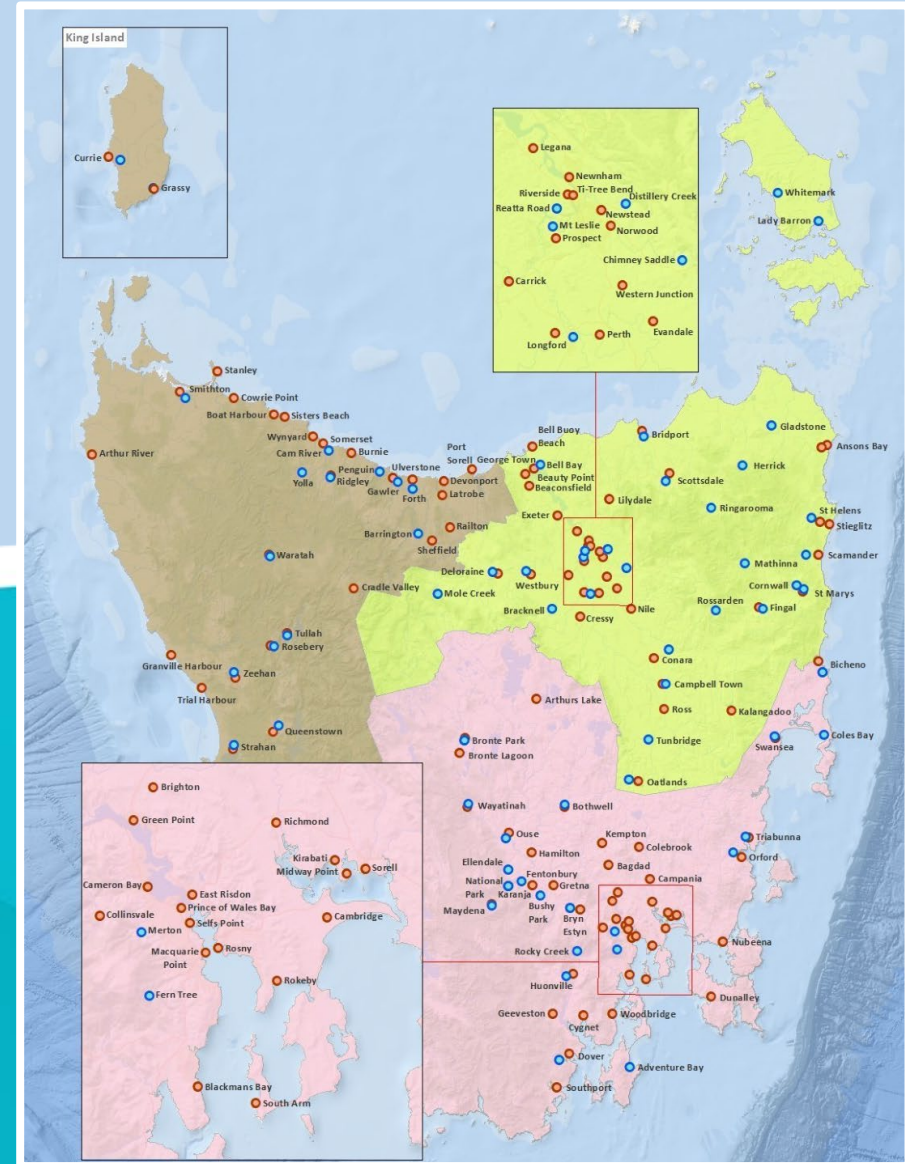 King Island
Currie
Grassy
Legana
Newnham
Riverside
Ti-Tree Bend
Distillery Creek
Reatta Road
Newstead
Mt Leslie
Norwood
Prospect
Chimney Saddle
Carrick
Western Junction
Evandale
Longford
Perth
Whitemark
Lady Barron
Stanley
Smithton
Cowrie Point
Boat Harbour
Sisters Beach
Wynyard
Somerset
Cam River
Burnie
Arthur River
Yolla
Penguin
Ridgley
Ulverstone
Gawler
Forth
Port
Sorell
George Town
Devonport
Latrobe
Bell Buoy
Beach
Bell Bay
Beauty Point
Beaconsfield
Bridport
Gladstone
Ansons Bay
Scottsdale
Herrick
Lilydale
Ringarooma
Exeter
St Helens
Stieglitz
Barrington
Railton
Sheffield
Waratah
Deloraine
Westbury
Mathinna
Scamander
Cradle Valley
Mole Creek
Bracknell
Cressy
Nile
Rossarden
Cornwall
St Marys
Fingal
Tullah
Rosebery
Granville Harbour
Zeehan
Trial Harbour
Conara
Campbell Town
Bicheno
Arthurs Lake
Ross
Kalangadoo
Queenstown
Strahan
Bronte Park
Bronte Lagoon
Tunbridge
Swansea
Coles Bay
Oatlands
Wayatinah
Bothwell
Ouse
Kempton
Colebrook
Triabunna
Orford
Hamilton
Bagdad
Ellendale
Fentonbury
National
Park
Karanja
Gretna
Campania
Maydena
Bushy
Park
Bryn
Estyn
Rocky Creek
Nubeena
Huonville
Dunalley
Geeveston
Cygnet
Woodbridge
Dover
Adventure Bay
Southport
Brighton
Green Point
Richmond
Kirabati
Midway Point
Sorell
Cameron Bay
East Risdon
Prince of Wales Bay
Collinsvale
Selfs Point
Cambridge
Merton
Macquarie
Point
Rosny
Rokeby
Fern Tree
Blackmans Bay
South Arm